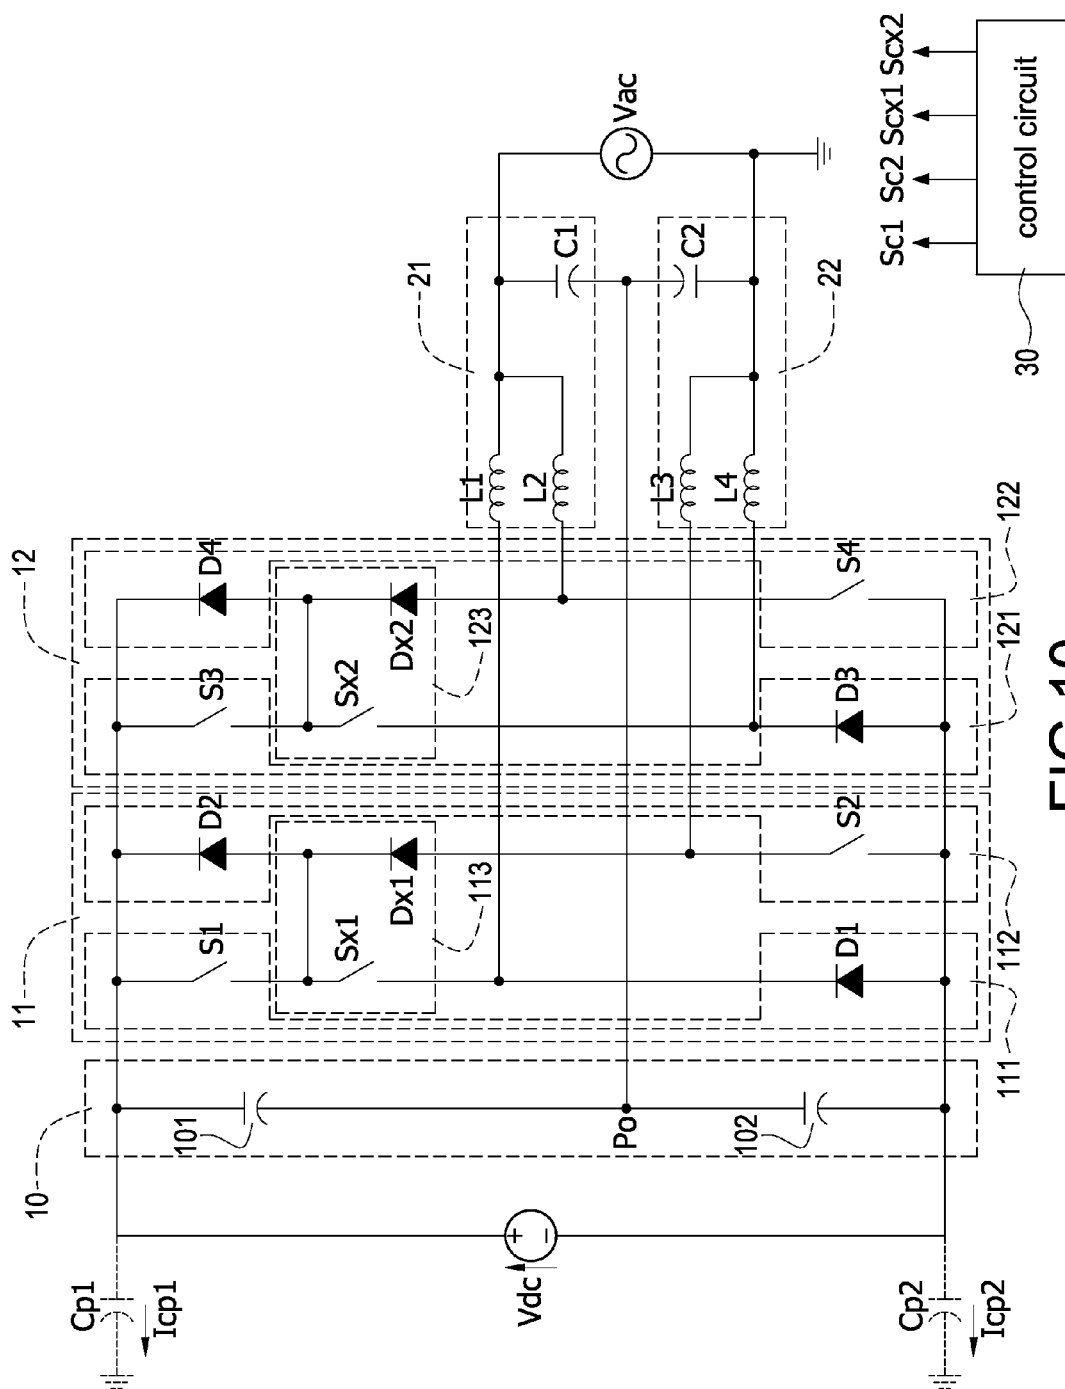 Cp1
Icp1
Cp2
Icp2
Vdc
10
101
102
Po
11
S1
D2
Sx1
Dx1
113
D1
S2
111
112
12
S3
D4
Sx2
Dx2
123
D3
S4
121
122
L1
L2
L3
L4
21
C1
C2
22
Vac
Sc1
Sc2
Scx1
Scx2
control circuit
30
FIG